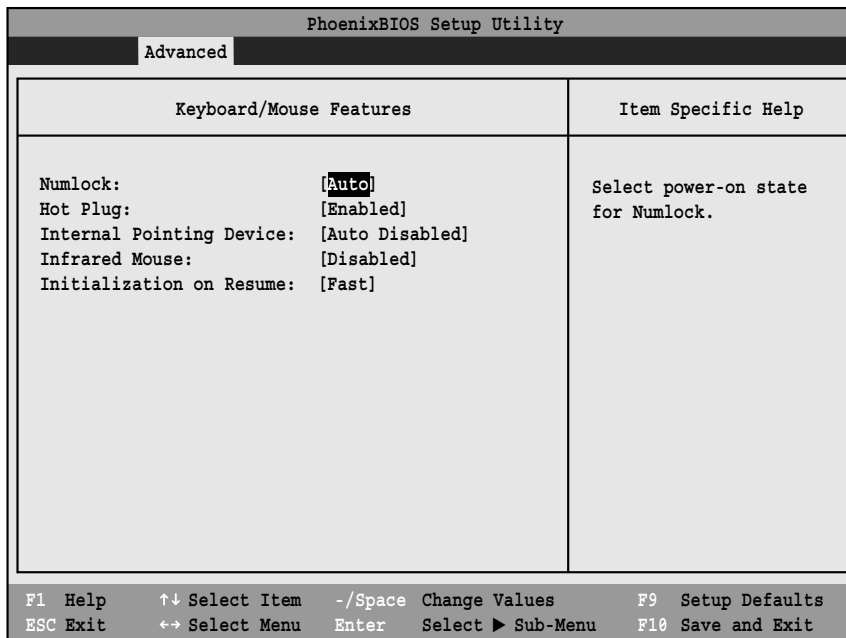 PhoenixBIOS Setup Utility
Advanced
Keyboard/Mouse Features
Item Specific Help
Numlock: [Auto]
Hot Plug: [Enabled]
Internal Pointing Device: [Auto Disabled]
Infrared Mouse: [Disabled]
Initialization on Resume: [Fast]
Select power-on state
for Numlock.
F1 Help ↑↓ Select Item -/Space Change Values F9 Setup Defaults
ESC Exit ←→ Select Menu Enter Select ▶ Sub-Menu F10 Save and Exit